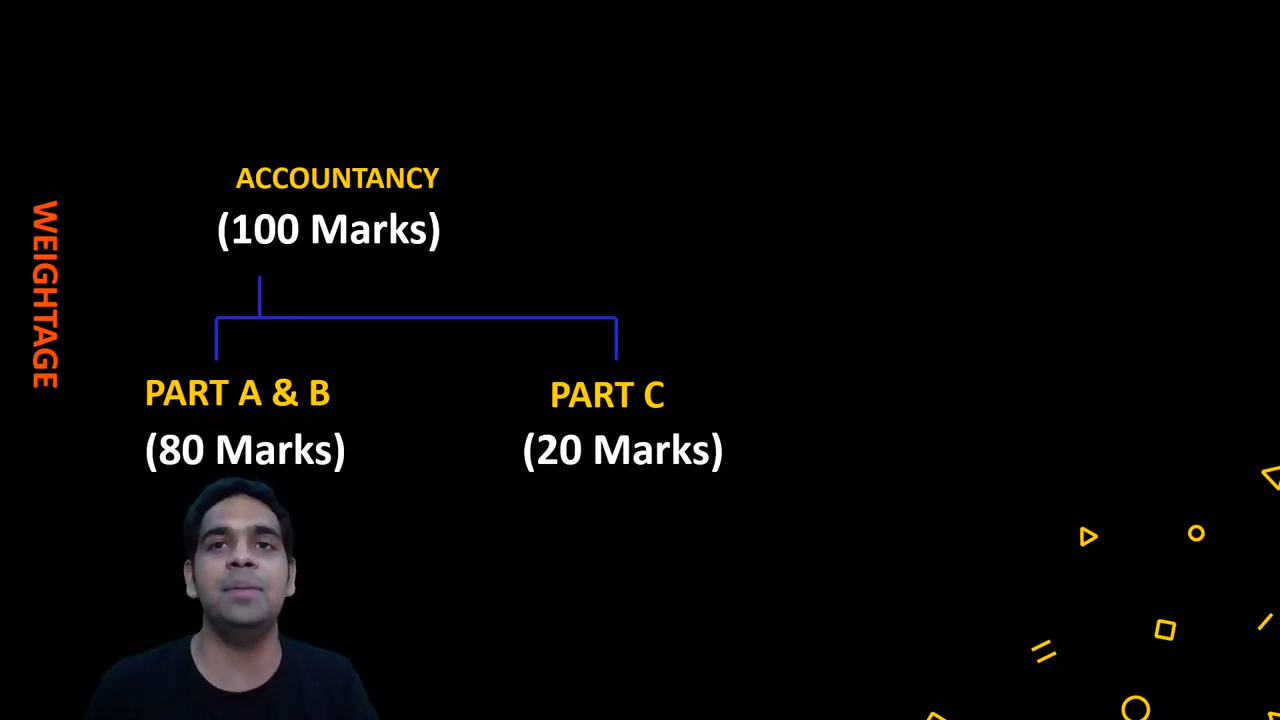 WEIGHTAGE
ACCOUNTANCY
(100 Marks)
PART A & B
(80 Marks)
PART C
(20 Marks)